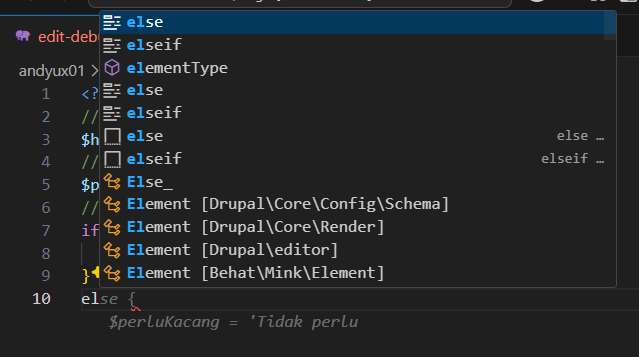 edit-deb
andyux01 >
else
elseif
elementType
else
elseif
else else …
elseif elseif …
Else_
Element [Drupal\Core\Config\Schema]
Element [Drupal\Core\Render]
Element [Drupal\editor]
Element [Behat\Mink\Element]
1 <?
2 //
3 $h
4 //
5 $p
6 //
7 if
8
9 }
10 else {
$perluKacang = 'Tidak perlu